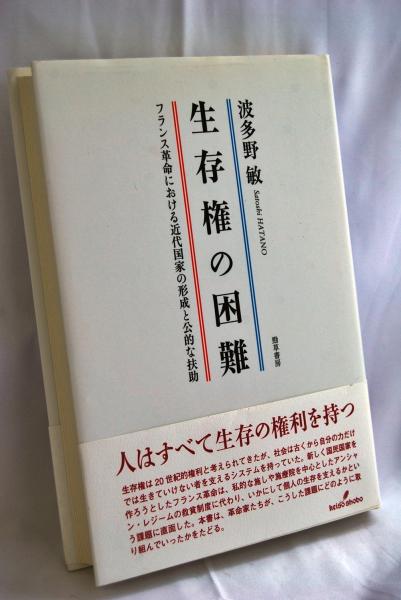 波多野 敏
Satoshi HATANO
生存権の困難
フランス革命における近代国家の形成と公的な扶助
勁草書房
人はすべて生存の権利を持つ
生存権は20世紀的権利と考えられてきたが、社会は古くから自分の力だけ
では生きていけない者を支えるシステムを持っていた。新しく国民国家を
作ろうとしたフランス革命は、私的な施しや施療院を中心としたアンシャ
ン・レジームの救貧制度に代わり、いかにして個人の生存を支えるかとい
う課題に直面した。本書は、革命家たちが、こうした課題にどのように取
り組んでいったかをたどる。
keiso shobo